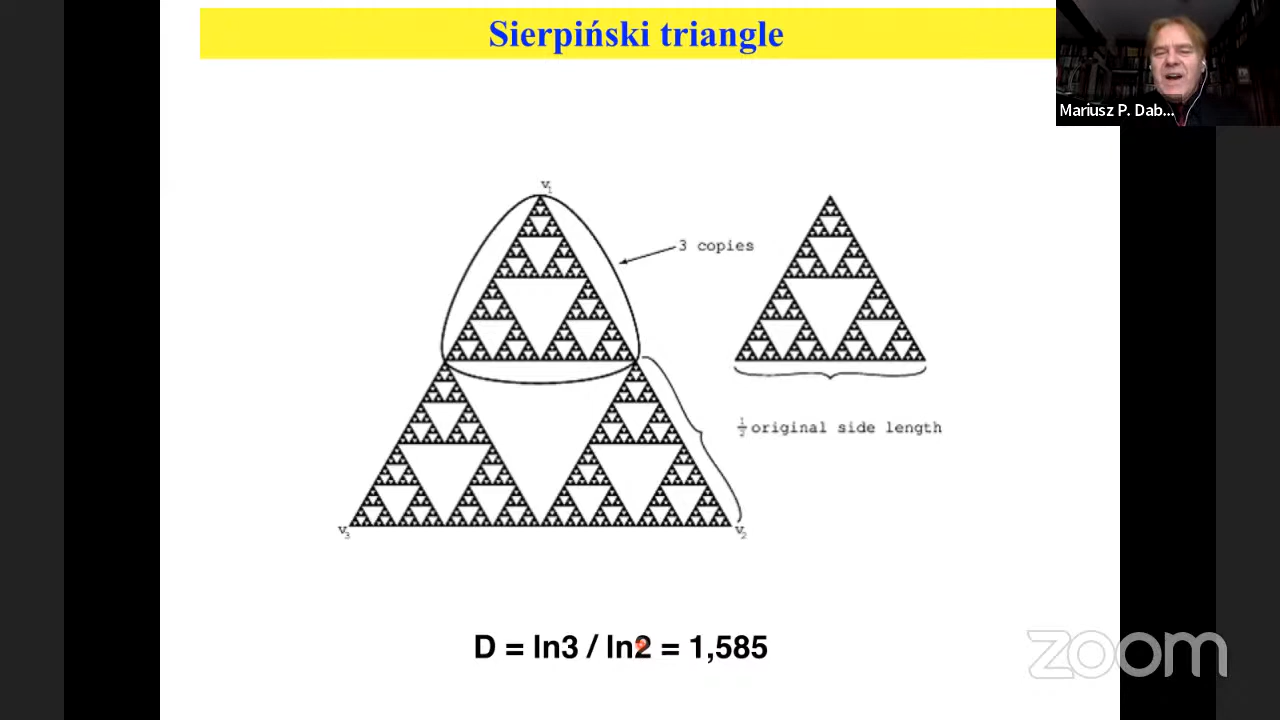 Sierpiński triangle
Mariusz P. Dab...
v1
3 copies
½ original side length
v3
v2
D = ln3 / ln2 = 1,585
zoom